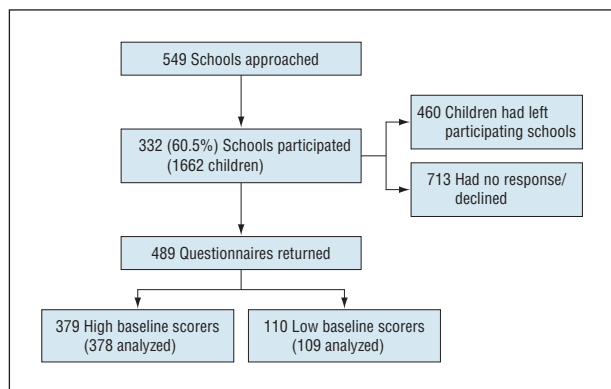 549 Schools approached
332 (60.5%) Schools participated
(1662 children)
460 Children had left
participating schools
713 Had no response/
declined
489 Questionnaires returned
379 High baseline scorers
(378 analyzed)
110 Low baseline scorers
(109 analyzed)